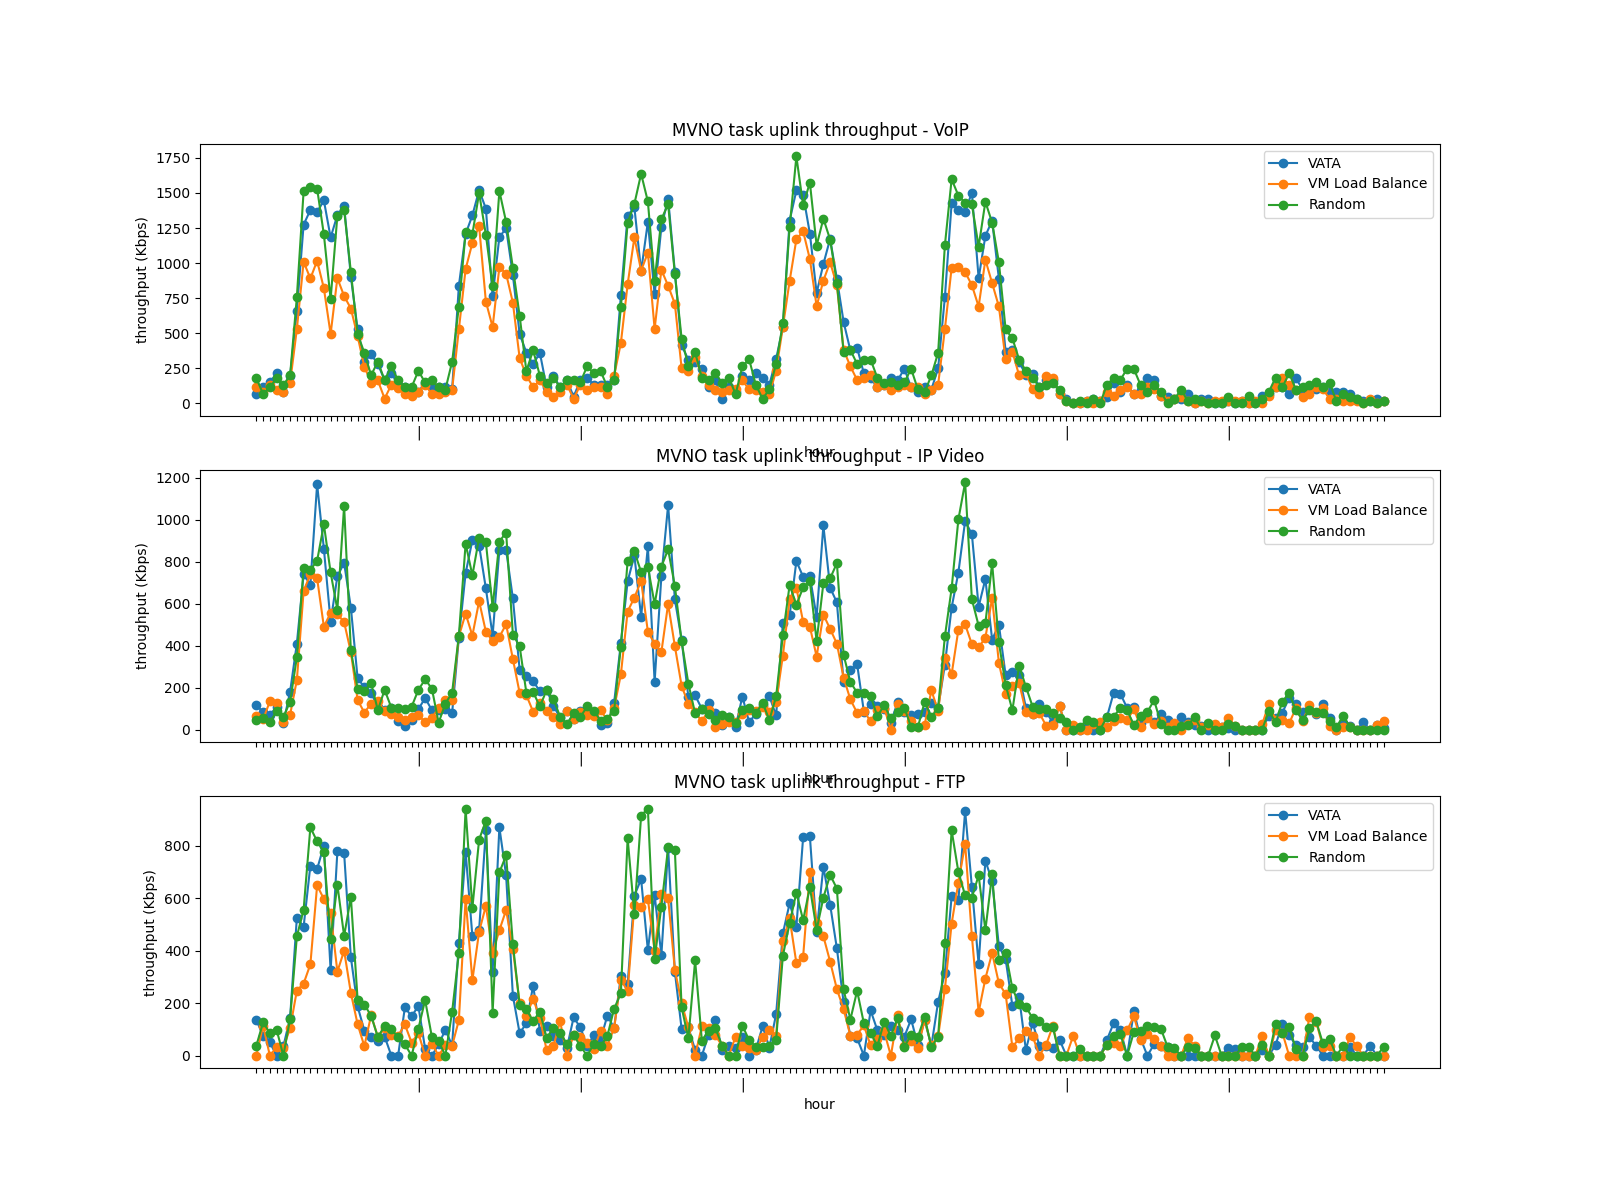 MVNO task uplink throughput - VoIP
1750
1500
1250
1000
750
500
250
0
throughput (Kbps)
VATA
VM Load Balance
Random
hour
MVNO task uplink throughput - IP Video
1200
1000
800
600
400
200
0
throughput (Kbps)
VATA
VM Load Balance
Random
hour
MVNO task uplink throughput - FTP
800
600
400
200
0
throughput (Kbps)
VATA
VM Load Balance
Random
hour